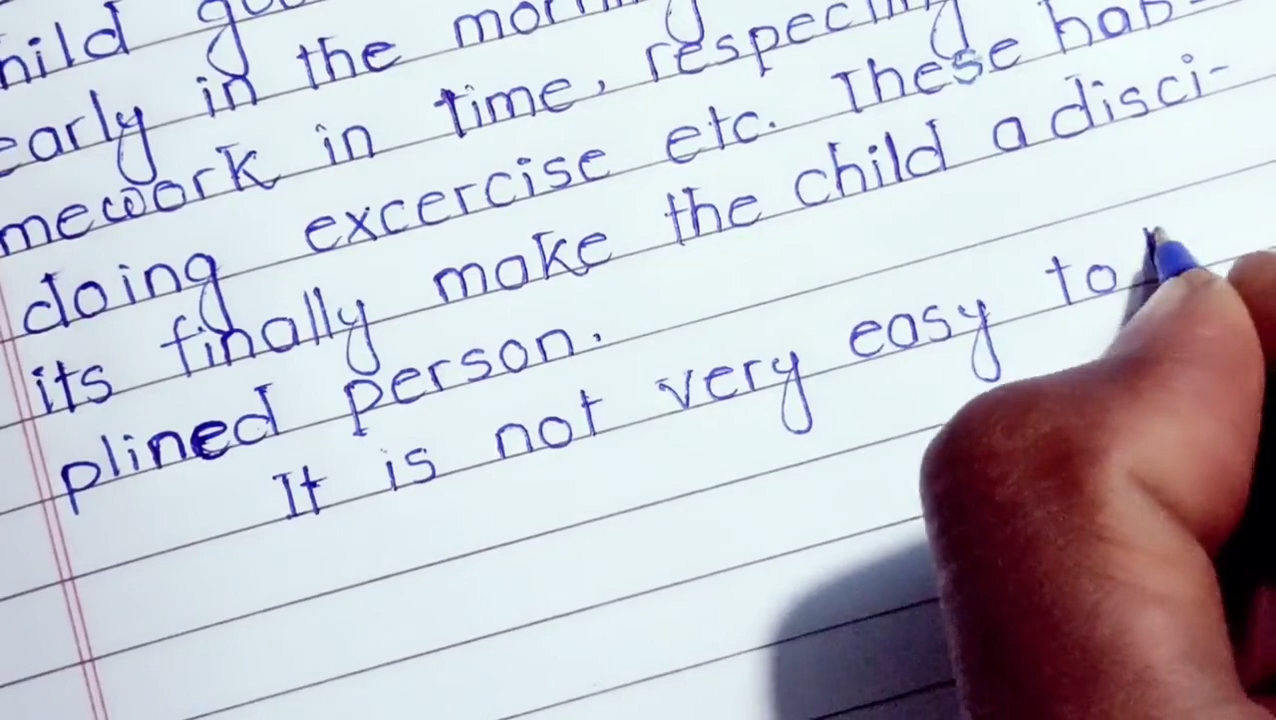 hild
early in the
mework in time, respecting
doing excercise etc. These hab-
its finally make the child a disci-
plined person.
It is not very easy to